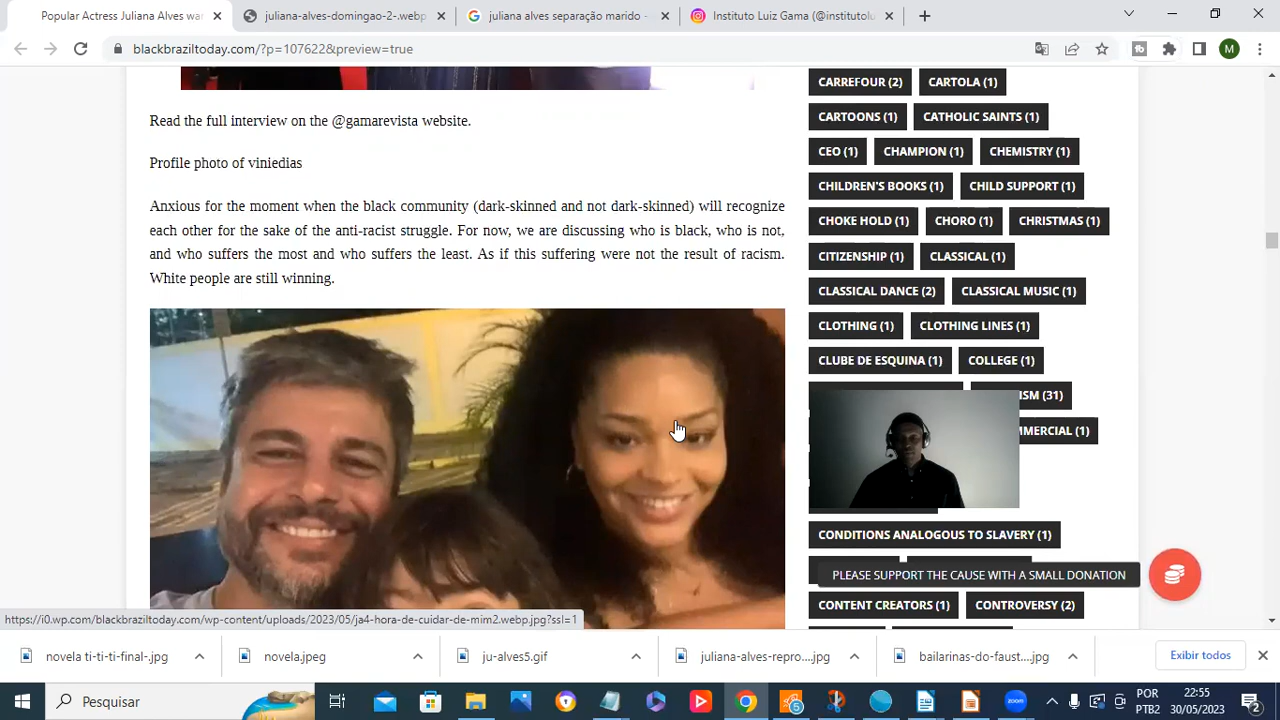 Popular Actress Juliana Alves war
juliana-alves-domingao-2-.webp
juliana alves separação marido -
Instituto Luiz Gama (@institutolu
blackbraziltoday.com/?p=107622&preview=true
M
CARREFOUR (2) CARTOLA (1)
CARTOONS (1) CATHOLIC SAINTS (1)
CEO (1) CHAMPION (1) CHEMISTRY (1)
CHILDREN'S BOOKS (1) CHILD SUPPORT (1)
CHOKE HOLD (1) CHORO (1) CHRISTMAS (1)
CITIZENSHIP (1) CLASSICAL (1)
CLASSICAL DANCE (2) CLASSICAL MUSIC (1)
CLOTHING (1) CLOTHING LINES (1)
CLUBE DE ESQUINA (1) COLLEGE (1)
ISM (31)
MMERCIAL (1)
CONDITIONS ANALOGOUS TO SLAVERY (1)
PLEASE SUPPORT THE CAUSE WITH A SMALL DONATION
CONTENT CREATORS (1) CONTROVERSY (2)
Read the full interview on the @gamarevista website.
Profile photo of viniedias
Anxious for the moment when the black community (dark-skinned and not dark-skinned) will recognize
each other for the sake of the anti-racist struggle. For now, we are discussing who is black, who is not,
and who suffers the most and who suffers the least. As if this suffering were not the result of racism.
White people are still winning.
https://i0.wp.com/blackbraziltoday.com/wp-content/uploads/2023/05/ja4-hora-de-cuidar-de-mim2.webp.jpg?ssl=1
novela ti-ti-ti-final-.jpg
novela.jpeg
ju-alves5.gif
juliana-alves-repro....jpg
bailarinas-do-faust....jpg
Exibir todos
Pesquisar
5
zoom
POR
PTB2
22:55
30/05/2023
2